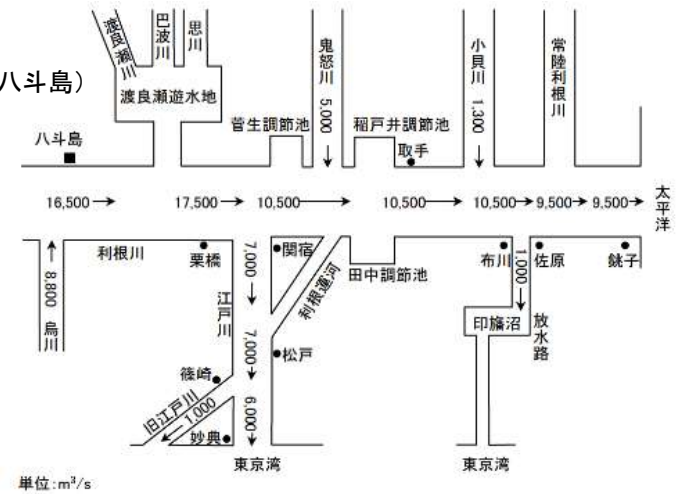 渡良瀬川
巴波川
思川
鬼怒川 5,000
小貝川 1,300
常陸利根川
八斗島）
渡良瀬遊水地
菅生調節池
稲戸井調節池
八斗島
取手
16,500
17,500
10,500
10,500
10,500
9,500
9,500
太平洋
利根川
栗橋
7,000
関宿
田中調節池
布川
1,000
佐原
銚子
8,800 烏川
江戸川
利根運河
印旛沼
放水路
7,000
松戸
篠崎
旧江戸川
1,000
6,000
妙典
東京湾
東京湾
単位:m³/s